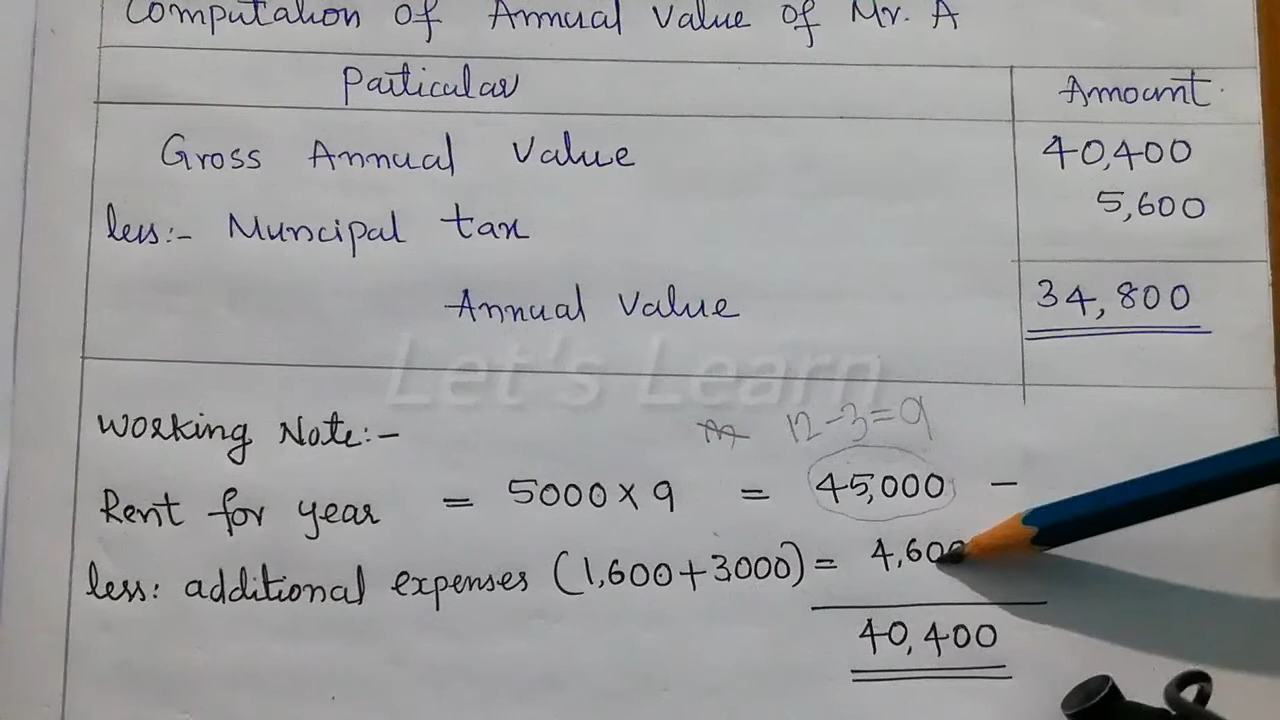 Computation of Annual Value of Mr. A
Particular Amount.
Gross Annual Value 40,400
less:- Muncipal tax 5,600
Annual Value 34,800
Let's Learn
Working Note:- 12-3=9
Rent for year = 5000 × 9 = 45,000 -
less: additional expenses (1,600+3000) = 4,600
40,400